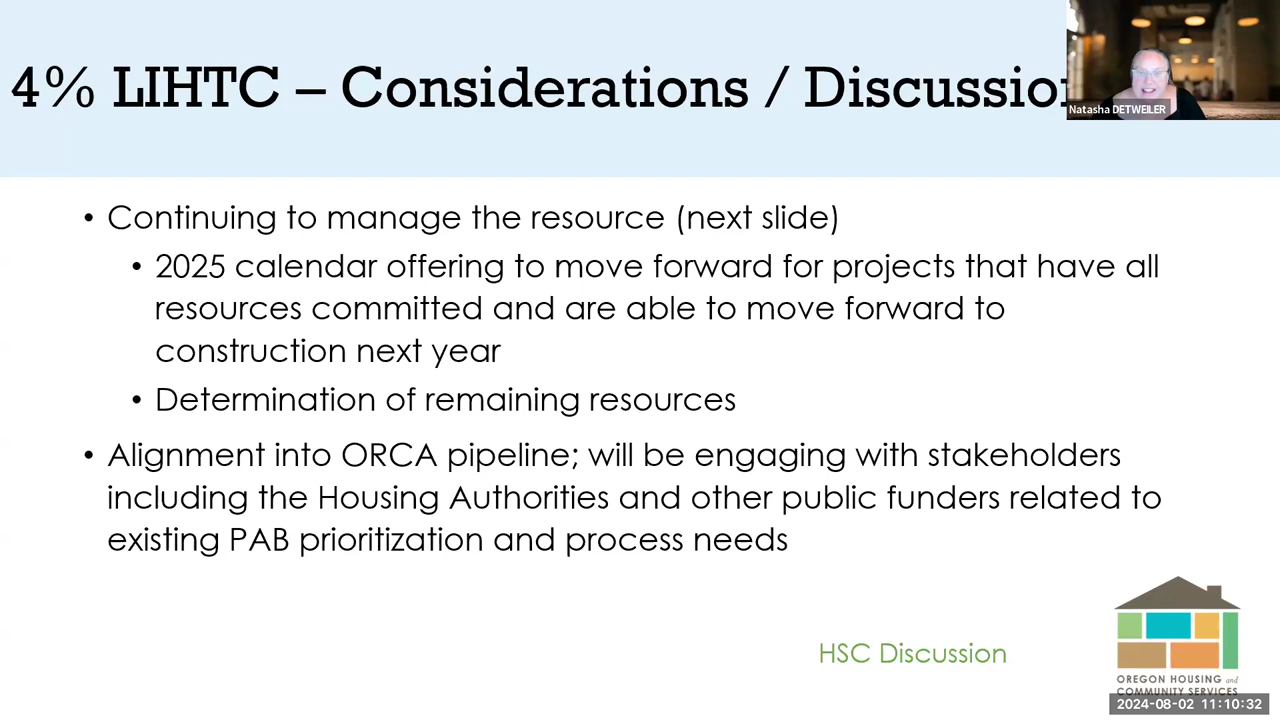 4% LIHTC – Considerations / Discussion
Natasha DETWEILER
• Continuing to manage the resource (next slide)
• 2025 calendar offering to move forward for projects that have all
resources committed and are able to move forward to
construction next year
• Determination of remaining resources
• Alignment into ORCA pipeline; will be engaging with stakeholders
including the Housing Authorities and other public funders related to
existing PAB prioritization and process needs
HSC Discussion
OREGON HOUSING and
COMMUNITY SERVICES
2024-08-02 11:10:32